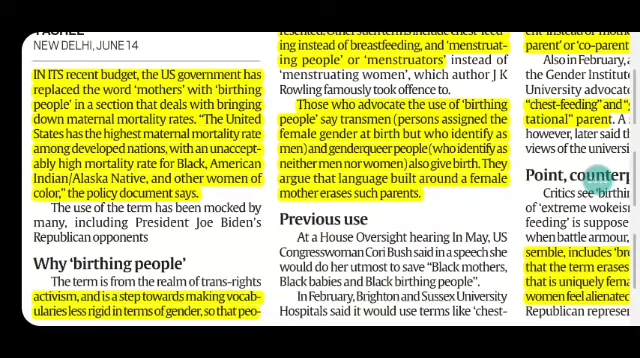 NEW DELHI, JUNE 14
IN ITS recent budget, the US government has
replaced the word ‘mothers’ with ‘birthing
people’ in a section that deals with bringing
down maternal mortality rates. “The United
States has the highest maternal mortality rate
among developed nations, with an unaccept-
ably high mortality rate for Black, American
Indian/Alaska Native, and other women of
color,” the policy document says.
The use of the term has been mocked by
many, including President Joe Biden’s
Republican opponents
Why ‘birthing people’
The term is from the realm of trans-rights
activism, and is a step towards making vocab-
ularies less rigid in terms of gender, so that peo-
ing instead of breastfeeding, and ‘menstruat-
ing people’ or ‘menstruators’ instead of
‘menstruating women’, which author J K
Rowling famously took offence to.
Those who advocate the use of ‘birthing
people’ say transmen (persons assigned the
female gender at birth but who identify as
men) and genderqueer people (who identify as
neither men nor women) also give birth. They
argue that language built around a female
mother erases such parents.
Previous use
At a House Oversight hearing In May, US
Congresswoman Cori Bush said in a speech she
would do her utmost to save “Black mothers,
Black babies and Black birthing people”.
In February, Brighton and Sussex University
Hospitals said it would use terms like ‘chest-
parent’ or ‘co-parent
Also in February,
the Gender Institut
University advocate
“chest-feeding” and
tational” parent. A
however, later said th
views of the universi
Point, counterp
Critics see ‘birthin
of ‘extreme wokeism
feeding’ is suppose
when battle armour,
semble, includes ‘bre
that the term erases
that is uniquely fema
women feel alienated
Republican represen